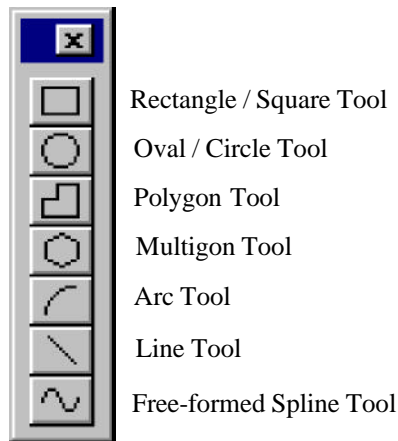 Rectangle / Square Tool
Oval / Circle Tool
Polygon Tool
Multigon Tool
Arc Tool
Line Tool
Free-formed Spline Tool